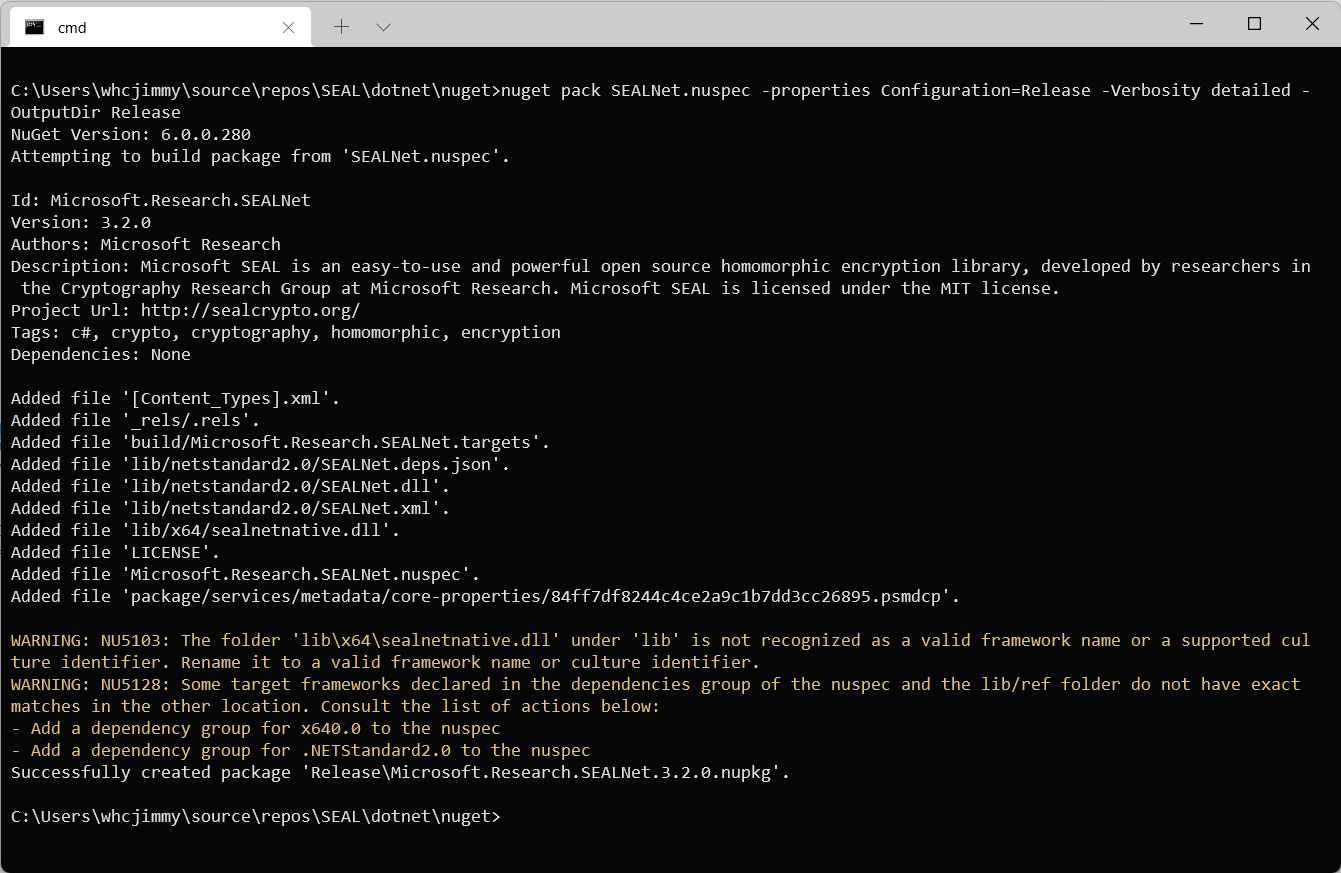 cmd
C:\Users\whcjimmy\source\repos\SEAL\dotnet\nuget>nuget pack SEALNet.nuspec -properties Configuration=Release -Verbosity detailed -
OutputDir Release
NuGet Version: 6.0.0.280
Attempting to build package from 'SEALNet.nuspec'.
Id: Microsoft.Research.SEALNet
Version: 3.2.0
Authors: Microsoft Research
Description: Microsoft SEAL is an easy-to-use and powerful open source homomorphic encryption library, developed by researchers in
 the Cryptography Research Group at Microsoft Research. Microsoft SEAL is licensed under the MIT license.
Project Url: http://sealcrypto.org/
Tags: c#, crypto, cryptography, homomorphic, encryption
Dependencies: None
Added file '[Content_Types].xml'.
Added file '_rels/.rels'.
Added file 'build/Microsoft.Research.SEALNet.targets'.
Added file 'lib/netstandard2.0/SEALNet.deps.json'.
Added file 'lib/netstandard2.0/SEALNet.dll'.
Added file 'lib/netstandard2.0/SEALNet.xml'.
Added file 'lib/x64/sealnetnative.dll'.
Added file 'LICENSE'.
Added file 'Microsoft.Research.SEALNet.nuspec'.
Added file 'package/services/metadata/core-properties/84ff7df8244c4ce2a9c1b7dd3cc26895.psmdcp'.
WARNING: NU5103: The folder 'lib\x64\sealnetnative.dll' under 'lib' is not recognized as a valid framework name or a supported cul
ture identifier. Rename it to a valid framework name or culture identifier.
WARNING: NU5128: Some target frameworks declared in the dependencies group of the nuspec and the lib/ref folder do not have exact
matches in the other location. Consult the list of actions below:
- Add a dependency group for x640.0 to the nuspec
- Add a dependency group for .NETStandard2.0 to the nuspec
Successfully created package 'Release\Microsoft.Research.SEALNet.3.2.0.nupkg'.
C:\Users\whcjimmy\source\repos\SEAL\dotnet\nuget>